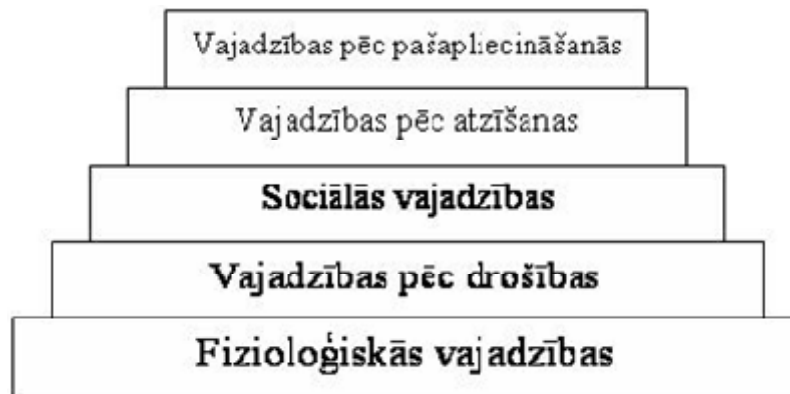 Vajadzības pēc pašapliecināšanās
Vajadzības pēc atzīšanas
Sociālās vajadzības
Vajadzības pēc drošības
Fizioloģiskās vajadzības